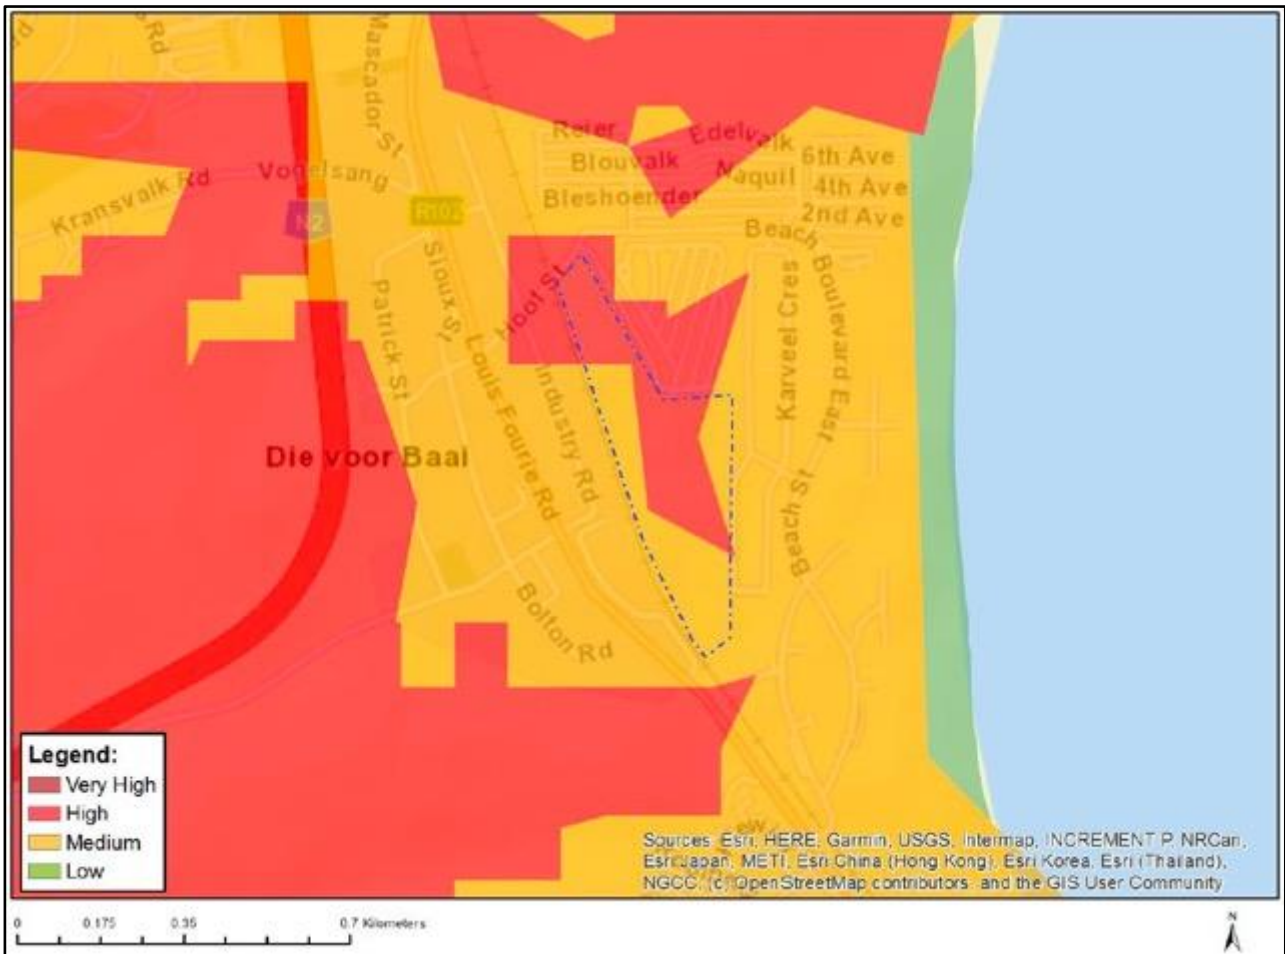 Rd
Mascador St
Reier
Edelvalk
6th Ave
Blouvalk
Naquil
4th Ave
Vogelsang
Kransvalk Rd
Bleshoender
2nd Ave
R102
N2
Beach Boulevard East
Sioux St
Hoof St
Patrick St
Karveel Cres
Louis Fourie Rd
Industry Rd
Die voor Baai
Beach St
Bolton Rd
Legend:
Very High
High
Medium
Low
Sources: Esri, HERE, Garmin, USGS, Intermap, INCREMENT P, NRCan,
Esri Japan, METI, Esri China (Hong Kong), Esri Korea, Esri (Thailand),
NGCC, (c) OpenStreetMap contributors, and the GIS User Community
0 0.175 0.35 0.7 Kilometers
N